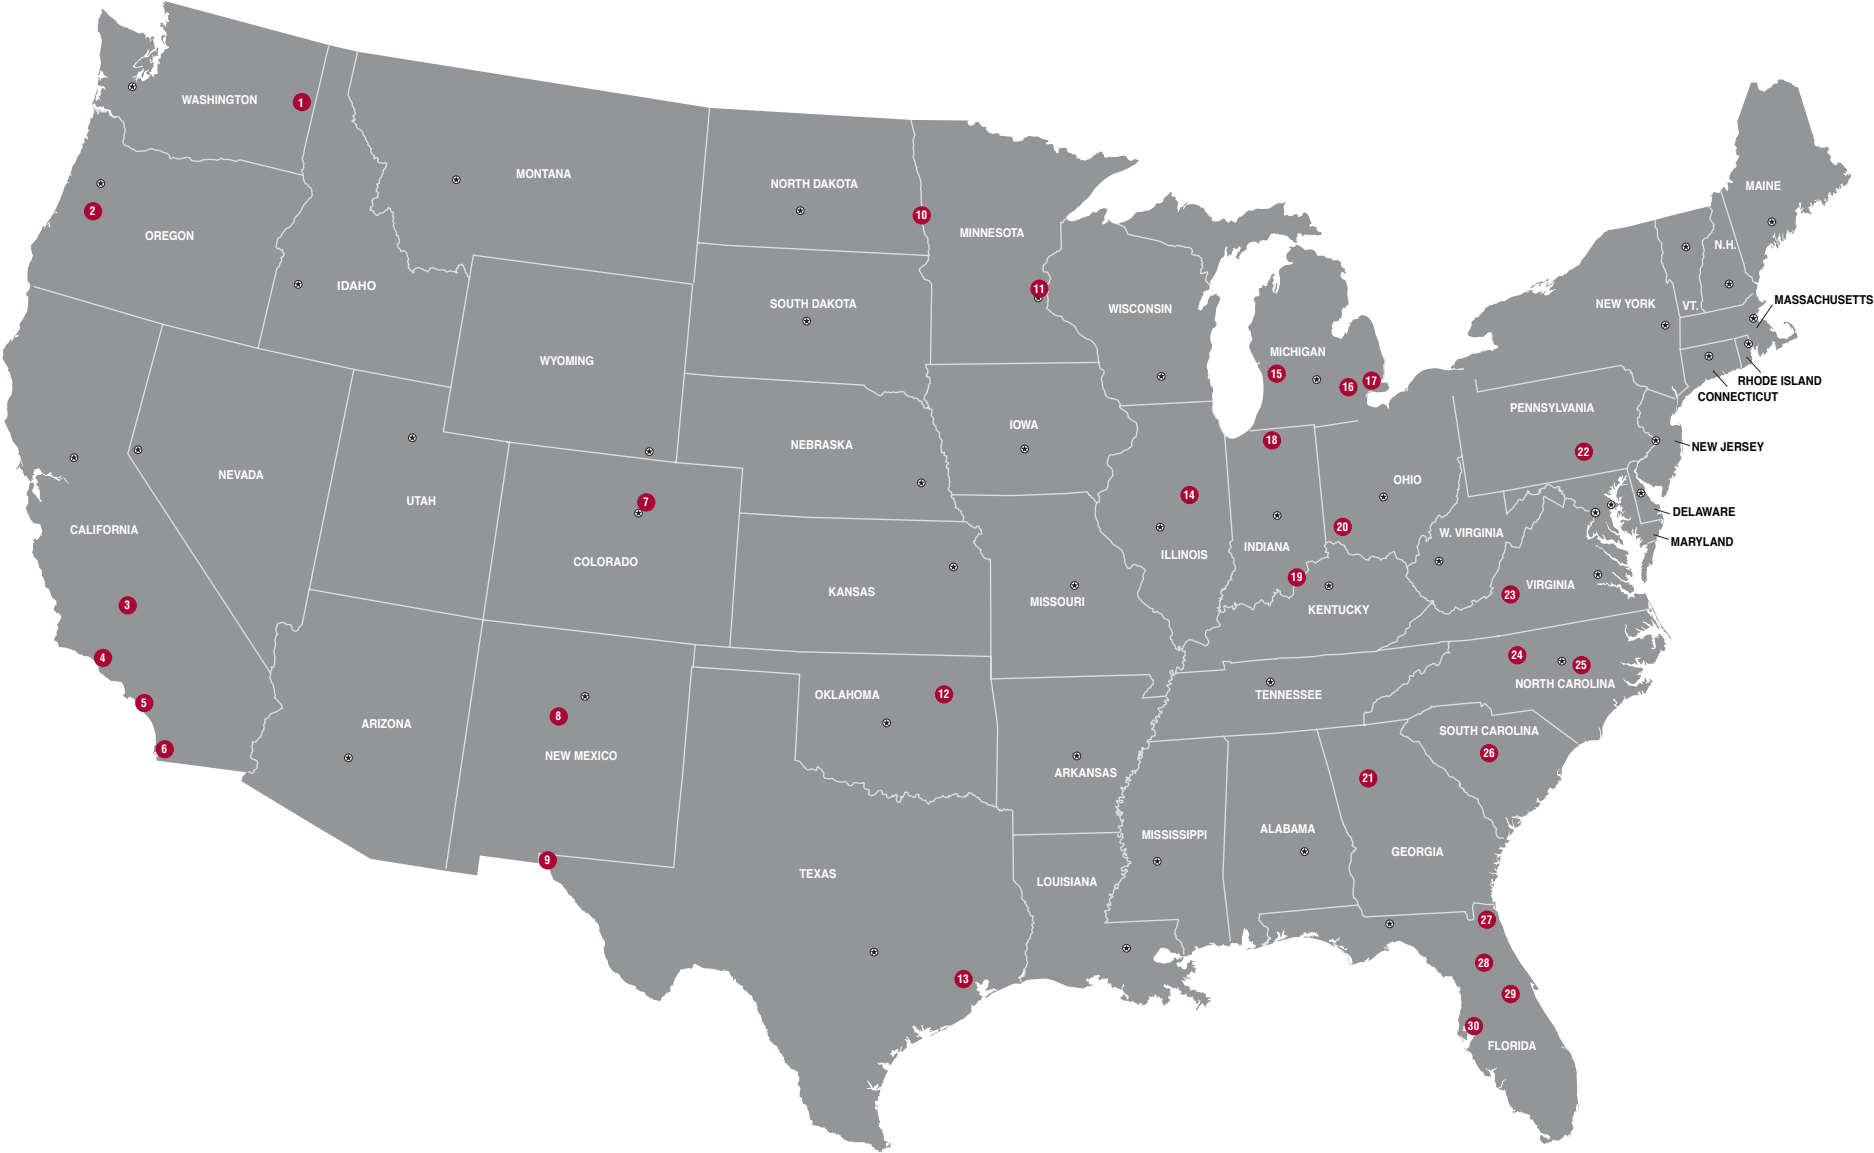 WASHINGTON
1
MONTANA
NORTH DAKOTA
MAINE
2
10
OREGON
MINNESOTA
N.H.
IDAHO
11
SOUTH DAKOTA
WISCONSIN
NEW YORK
VT.
MASSACHUSETTS
WYOMING
MICHIGAN
15
16
17
RHODE ISLAND
CONNECTICUT
PENNSYLVANIA
IOWA
NEBRASKA
18
22
NEW JERSEY
NEVADA
UTAH
7
14
OHIO
DELAWARE
CALIFORNIA
20
W. VIRGINIA
MARYLAND
COLORADO
ILLINOIS
INDIANA
19
KANSAS
MISSOURI
KENTUCKY
23
VIRGINIA
3
4
24
25
NORTH CAROLINA
5
OKLAHOMA
12
TENNESSEE
8
ARIZONA
6
NEW MEXICO
SOUTH CAROLINA
26
ARKANSAS
21
MISSISSIPPI
ALABAMA
9
GEORGIA
TEXAS
LOUISIANA
27
28
13
29
30
FLORIDA